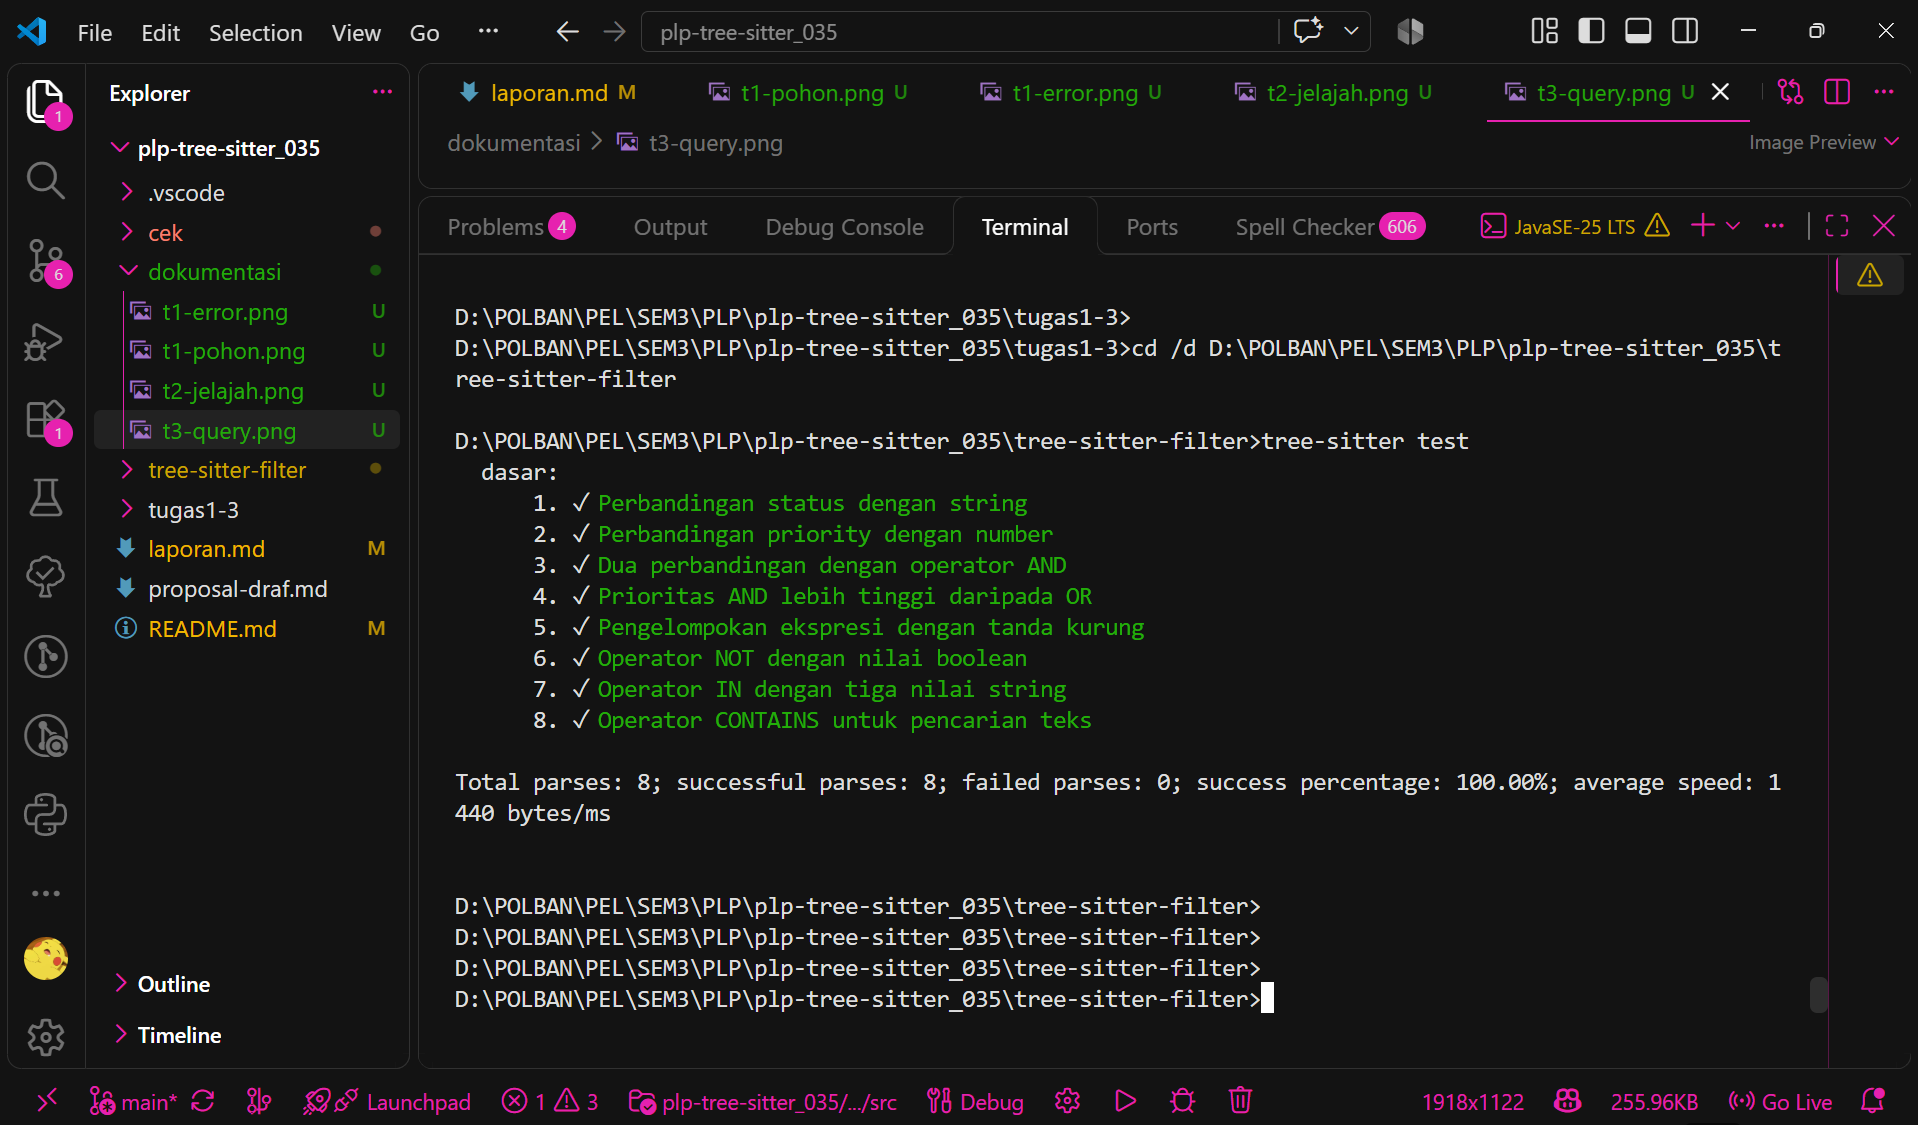 File Edit Selection View Go ··· plp-tree-sitter_035
Explorer ···
1
plp-tree-sitter_035
.vscode
cek
6
dokumentasi
t1-error.png U
t1-pohon.png U
t2-jelajah.png U
1
t3-query.png U
tree-sitter-filter
tugas1-3
laporan.md M
proposal-draf.md
README.md M
Outline
Timeline
laporan.md M t1-pohon.png U t1-error.png U t2-jelajah.png U t3-query.png U
dokumentasi > t3-query.png Image Preview
Problems 4 Output Debug Console Terminal Ports Spell Checker 606 JavaSE-25 LTS
D:\POLBAN\PEL\SEM3\PLP\plp-tree-sitter_035\tugas1-3>
D:\POLBAN\PEL\SEM3\PLP\plp-tree-sitter_035\tugas1-3>cd /d D:\POLBAN\PEL\SEM3\PLP\plp-tree-sitter_035\t
ree-sitter-filter
D:\POLBAN\PEL\SEM3\PLP\plp-tree-sitter_035\tree-sitter-filter>tree-sitter test
dasar:
1. ✓ Perbandingan status dengan string
2. ✓ Perbandingan priority dengan number
3. ✓ Dua perbandingan dengan operator AND
4. ✓ Prioritas AND lebih tinggi daripada OR
5. ✓ Pengelompokan ekspresi dengan tanda kurung
6. ✓ Operator NOT dengan nilai boolean
7. ✓ Operator IN dengan tiga nilai string
8. ✓ Operator CONTAINS untuk pencarian teks
Total parses: 8; successful parses: 8; failed parses: 0; success percentage: 100.00%; average speed: 1
440 bytes/ms
D:\POLBAN\PEL\SEM3\PLP\plp-tree-sitter_035\tree-sitter-filter>
D:\POLBAN\PEL\SEM3\PLP\plp-tree-sitter_035\tree-sitter-filter>
D:\POLBAN\PEL\SEM3\PLP\plp-tree-sitter_035\tree-sitter-filter>
D:\POLBAN\PEL\SEM3\PLP\plp-tree-sitter_035\tree-sitter-filter>
main* Launchpad 1 3 plp-tree-sitter_035/.../src Debug 1918x1122 255.96KB Go Live